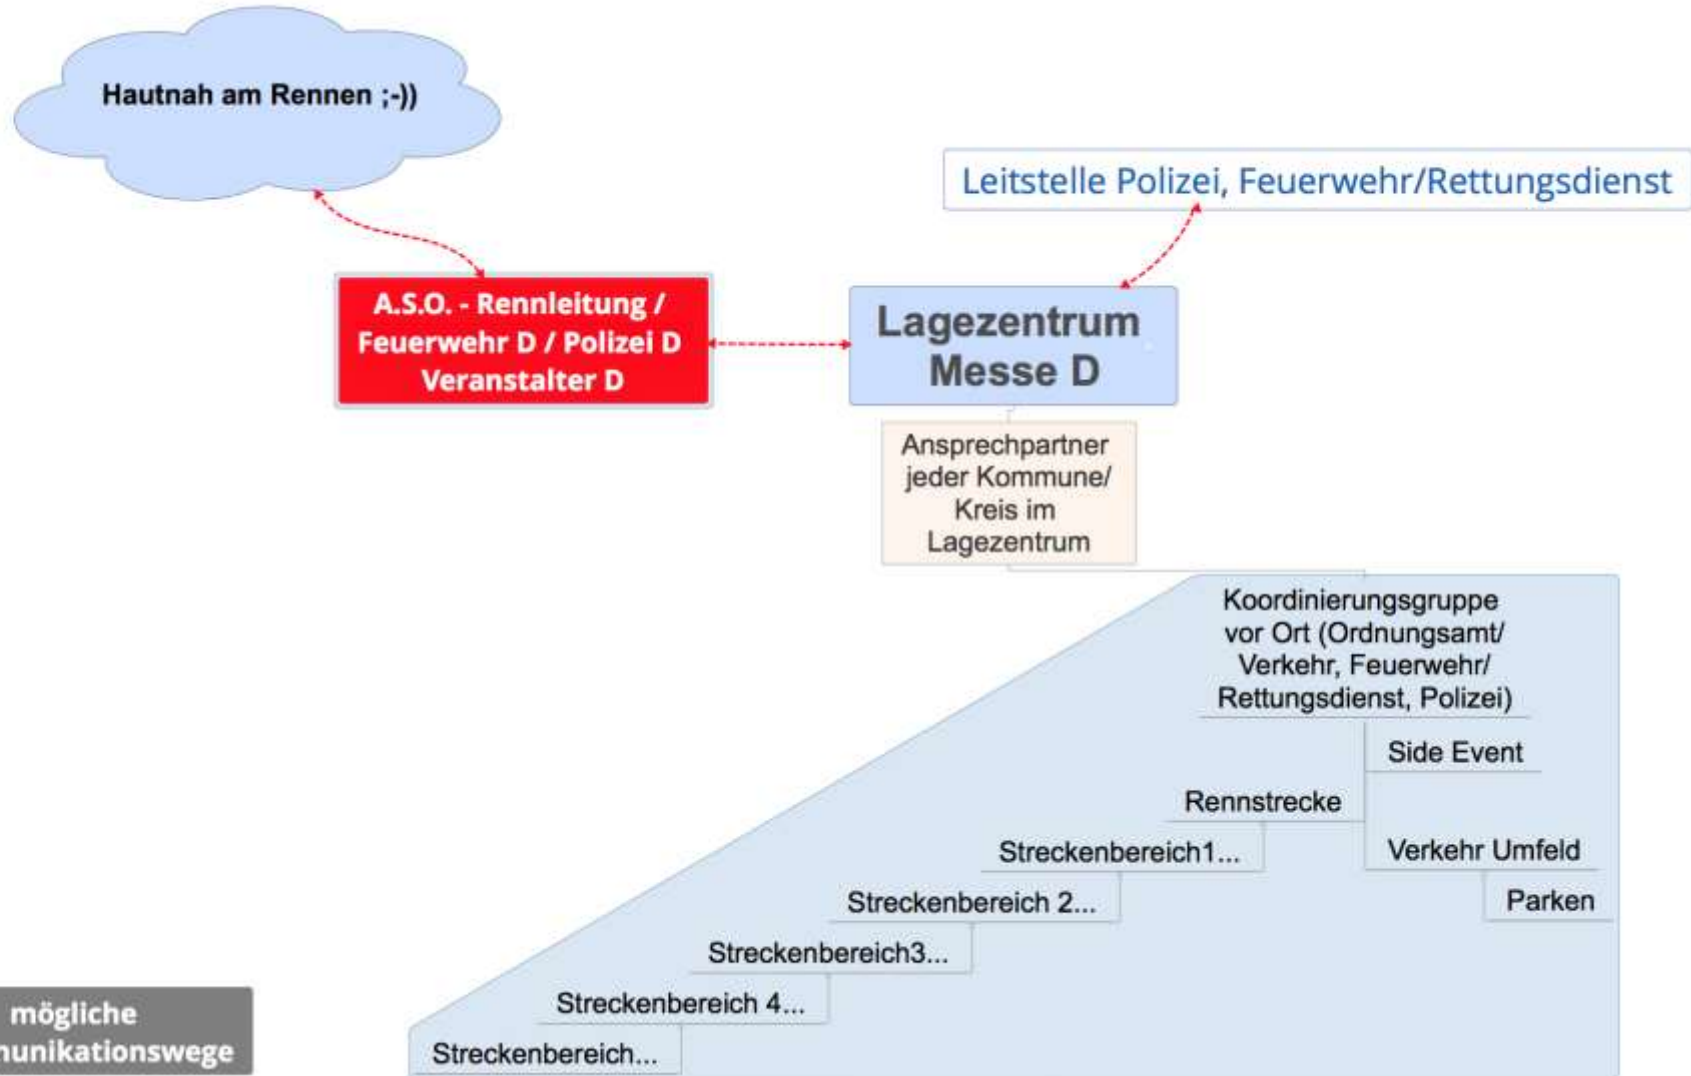 Hautnah am Rennen ;-))
Leitstelle Polizei, Feuerwehr/Rettungsdienst
A.S.O. - Rennleitung /
Feuerwehr D / Polizei D
Veranstalter D
Lagezentrum
Messe D
Ansprechpartner
jeder Kommune/
Kreis im
Lagezentrum
Koordinierungsgruppe
vor Ort (Ordnungsamt/
Verkehr, Feuerwehr/
Rettungsdienst, Polizei)
Side Event
Rennstrecke
Streckenbereich1...
Verkehr Umfeld
Streckenbereich 2...
Parken
Streckenbereich3...
Streckenbereich 4...
Streckenbereich...
mögliche
unikationswege